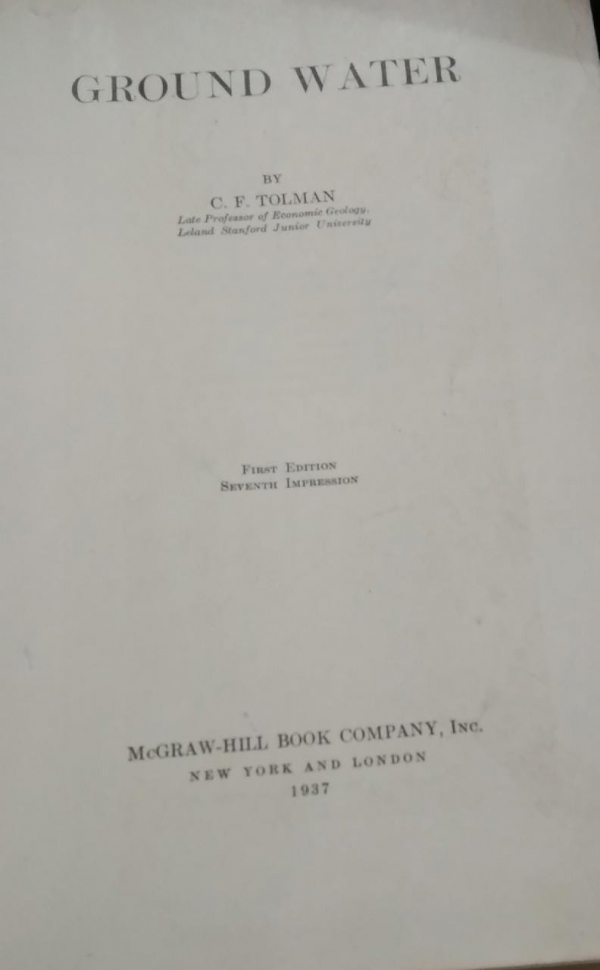 GROUND WATER
BY
C. F. TOLMAN
Late Professor of Economic Geology,
Leland Stanford Junior University
First Edition
Seventh Impression
McGRAW-HILL BOOK COMPANY, Inc.
NEW YORK AND LONDON
1937